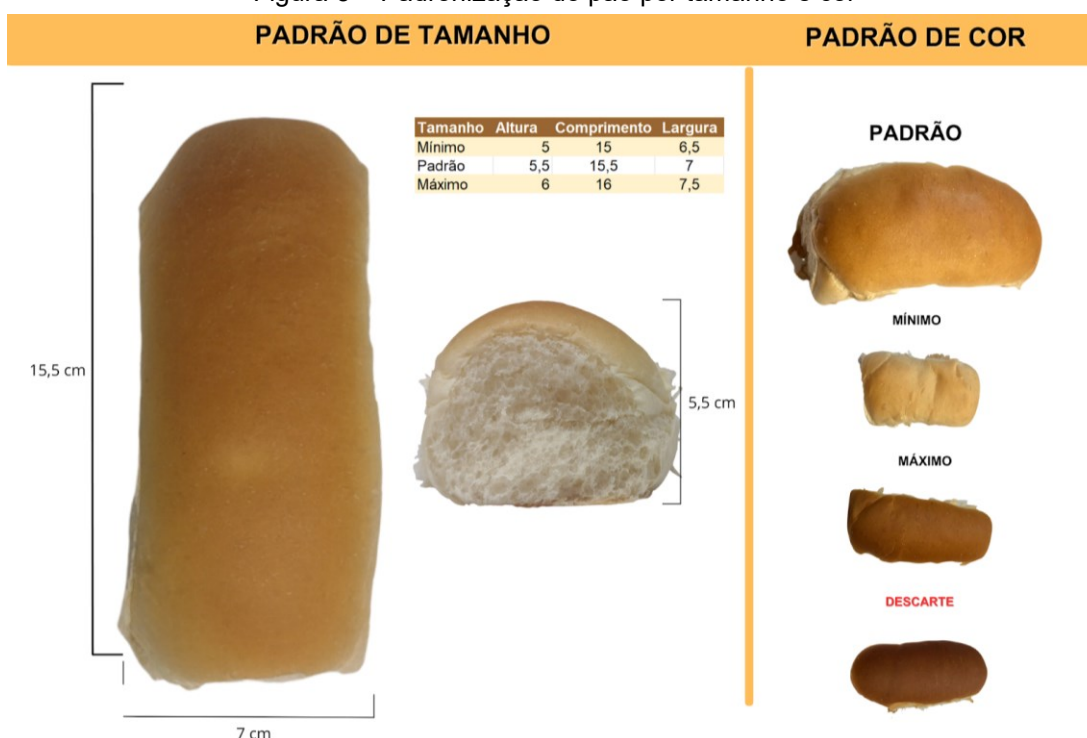 PADRÃO DE TAMANHO
PADRÃO DE COR
Tamanho Altura Comprimento Largura
Mínimo 5 15 6,5
Padrão 5,5 15,5 7
Máximo 6 16 7,5
15,5 cm
5,5 cm
7 cm
PADRÃO
MÍNIMO
MÁXIMO
DESCARTE